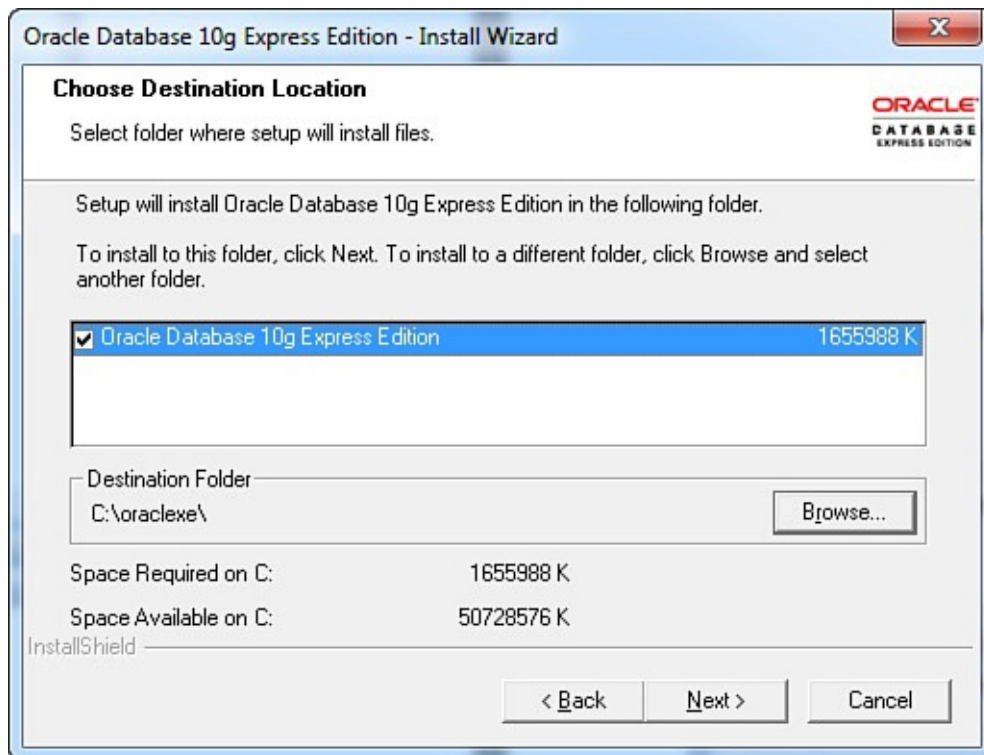 Oracle Database 10g Express Edition - Install Wizard
Choose Destination Location
Select folder where setup will install files.
ORACLE
DATABASE
EXPRESS EDITION
Setup will install Oracle Database 10g Express Edition in the following folder.
To install to this folder, click Next. To install to a different folder, click Browse and select
another folder.
Oracle Database 10g Express Edition 1655988 K
Destination Folder
C:\oraclexe\
Browse...
Space Required on C: 1655988 K
Space Available on C: 50728576 K
InstallShield
< Back Next > Cancel